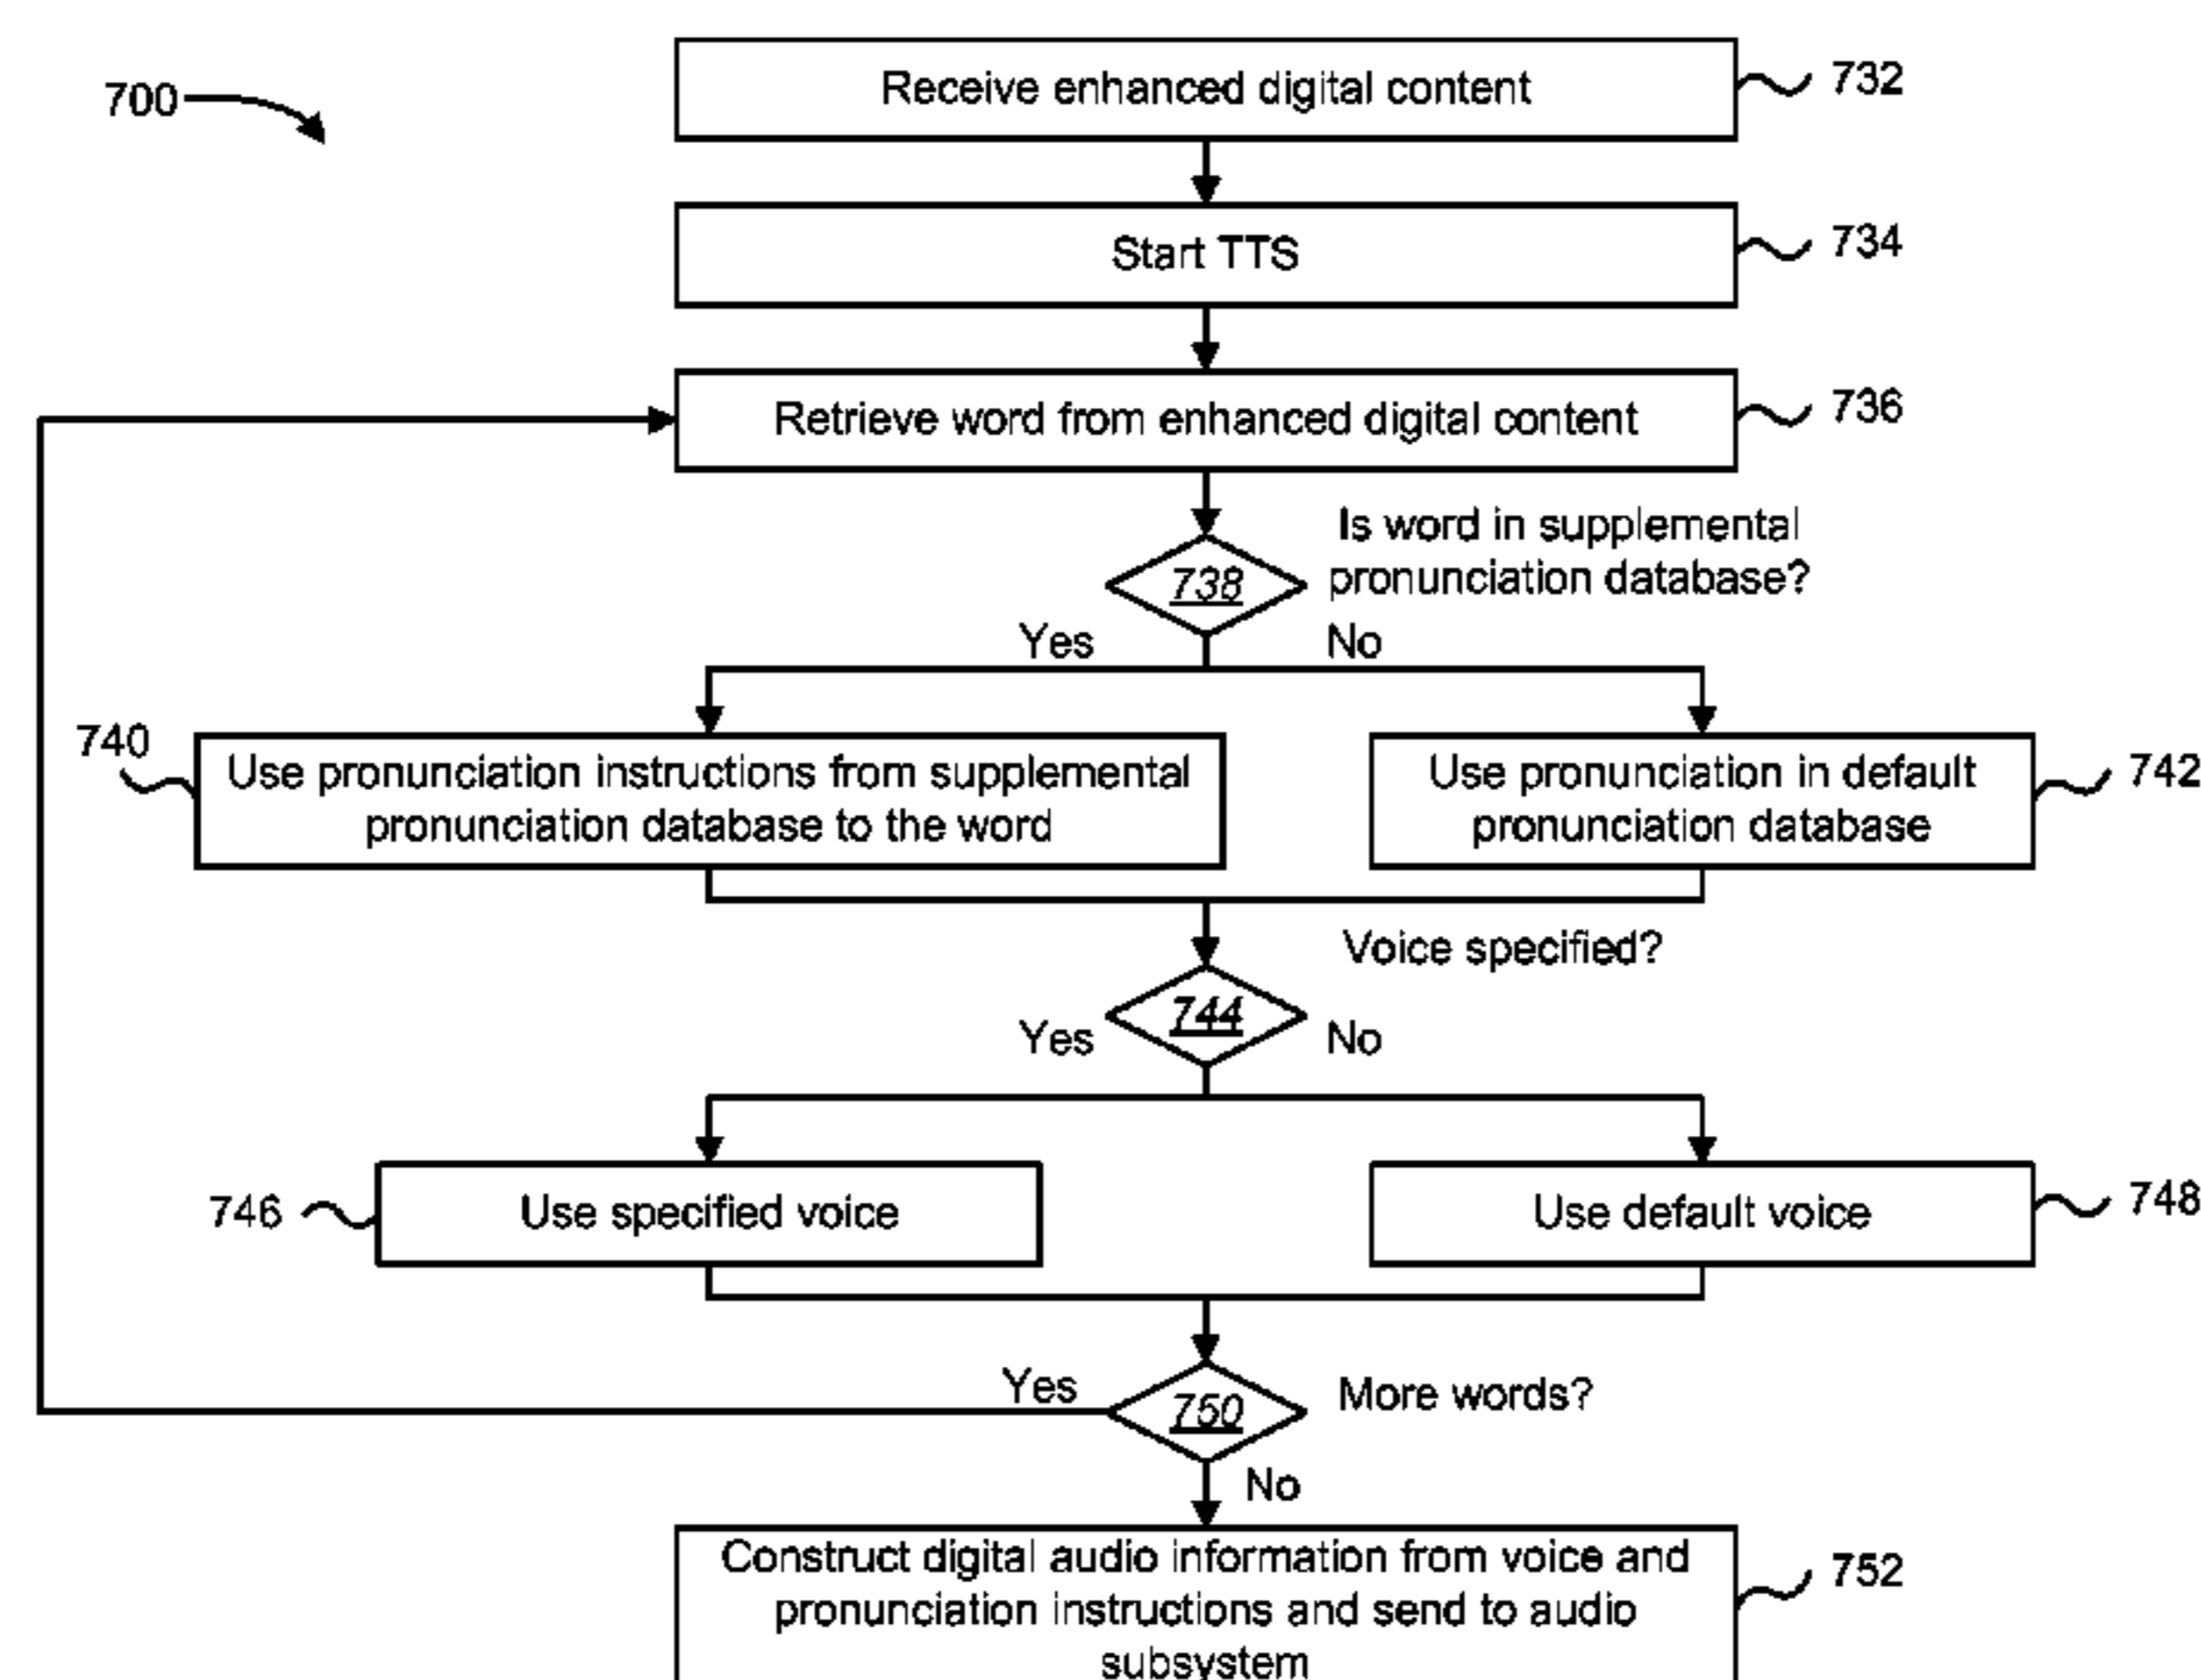 700
Receive enhanced digital content
732
Start TTS
734
Retrieve word from enhanced digital content
736
Is word in supplemental
pronunciation database?
738
Yes
No
740
Use pronunciation instructions from supplemental
pronunciation database to the word
Use pronunciation in default
pronunciation database
742
Voice specified?
744
Yes
No
746
Use specified voice
Use default voice
748
Yes
750
More words?
No
Construct digital audio information from voice and
pronunciation instructions and send to audio
subsystem
752